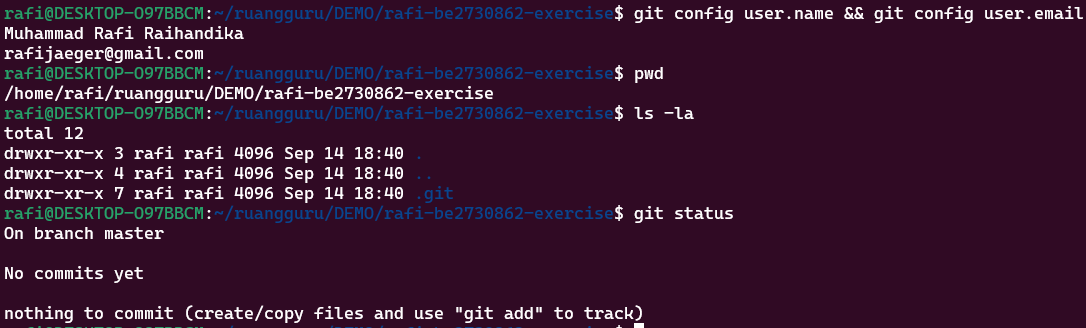 rafi@DESKTOP-O97BBCM:~/ruangguru/DEMO/rafi-be2730862-exercise$ git config user.name && git config user.email
Muhammad Rafi Raihandika
rafijaeger@gmail.com
rafi@DESKTOP-O97BBCM:~/ruangguru/DEMO/rafi-be2730862-exercise$ pwd
/home/rafi/ruangguru/DEMO/rafi-be2730862-exercise
rafi@DESKTOP-O97BBCM:~/ruangguru/DEMO/rafi-be2730862-exercise$ ls -la
total 12
drwxr-xr-x 3 rafi rafi 4096 Sep 14 18:40 .
drwxr-xr-x 4 rafi rafi 4096 Sep 14 18:40 ..
drwxr-xr-x 7 rafi rafi 4096 Sep 14 18:40 .git
rafi@DESKTOP-O97BBCM:~/ruangguru/DEMO/rafi-be2730862-exercise$ git status
On branch master
No commits yet
nothing to commit (create/copy files and use "git add" to track)